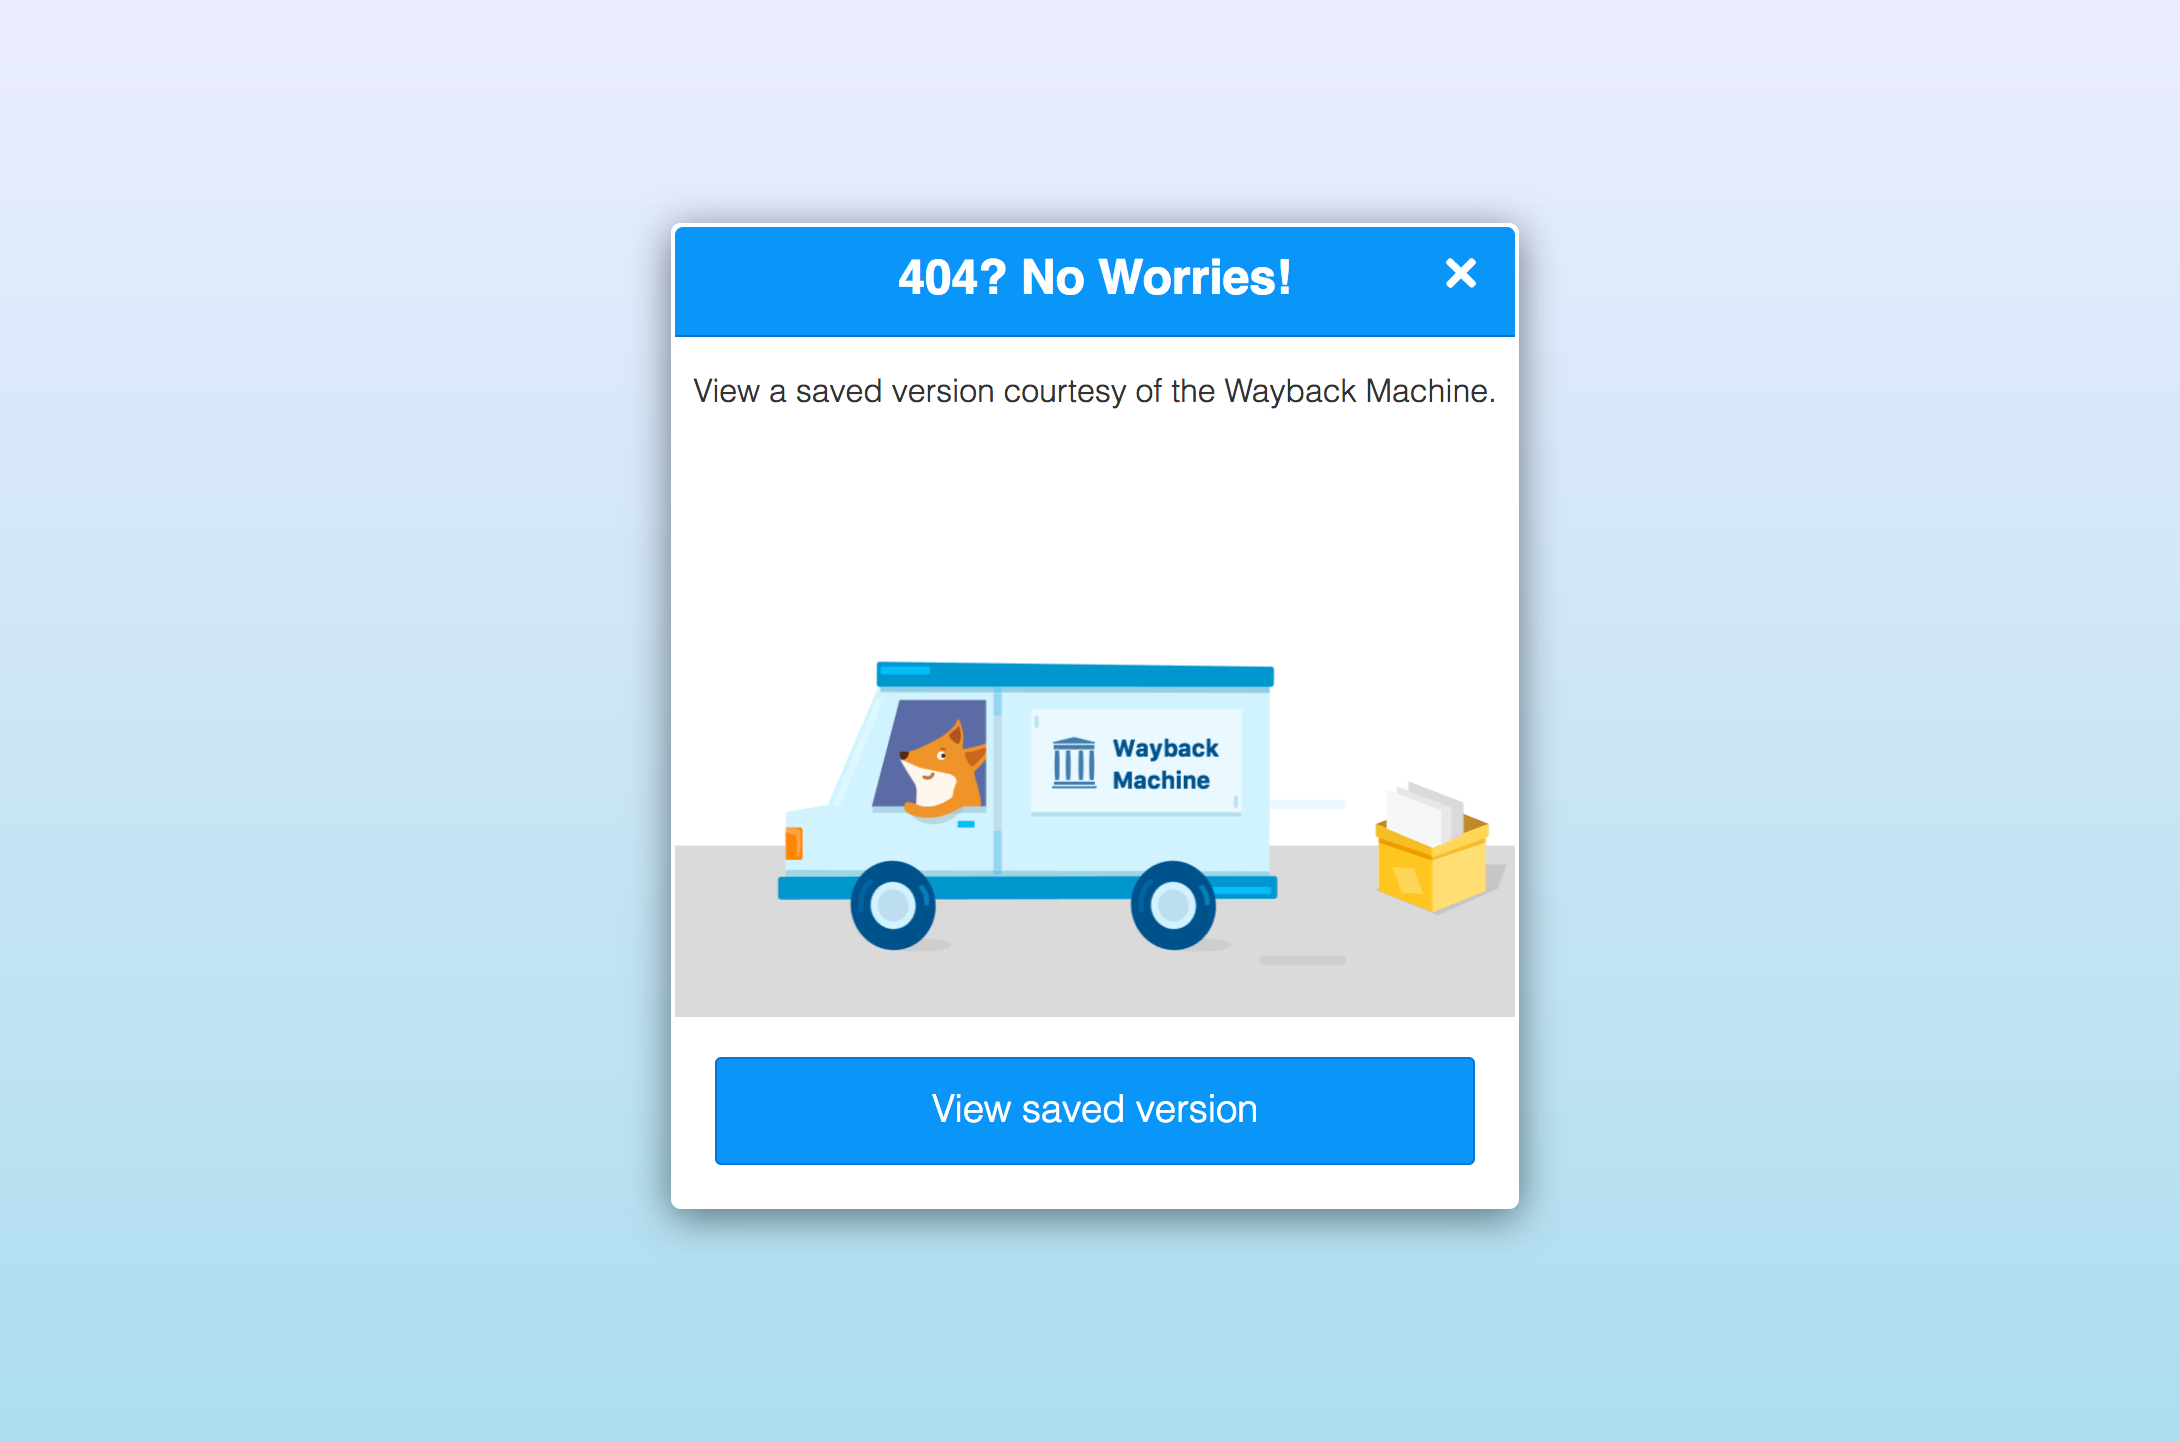 404? No Worries!
View a saved version courtesy of the Wayback Machine.
Wayback
Machine
View saved version